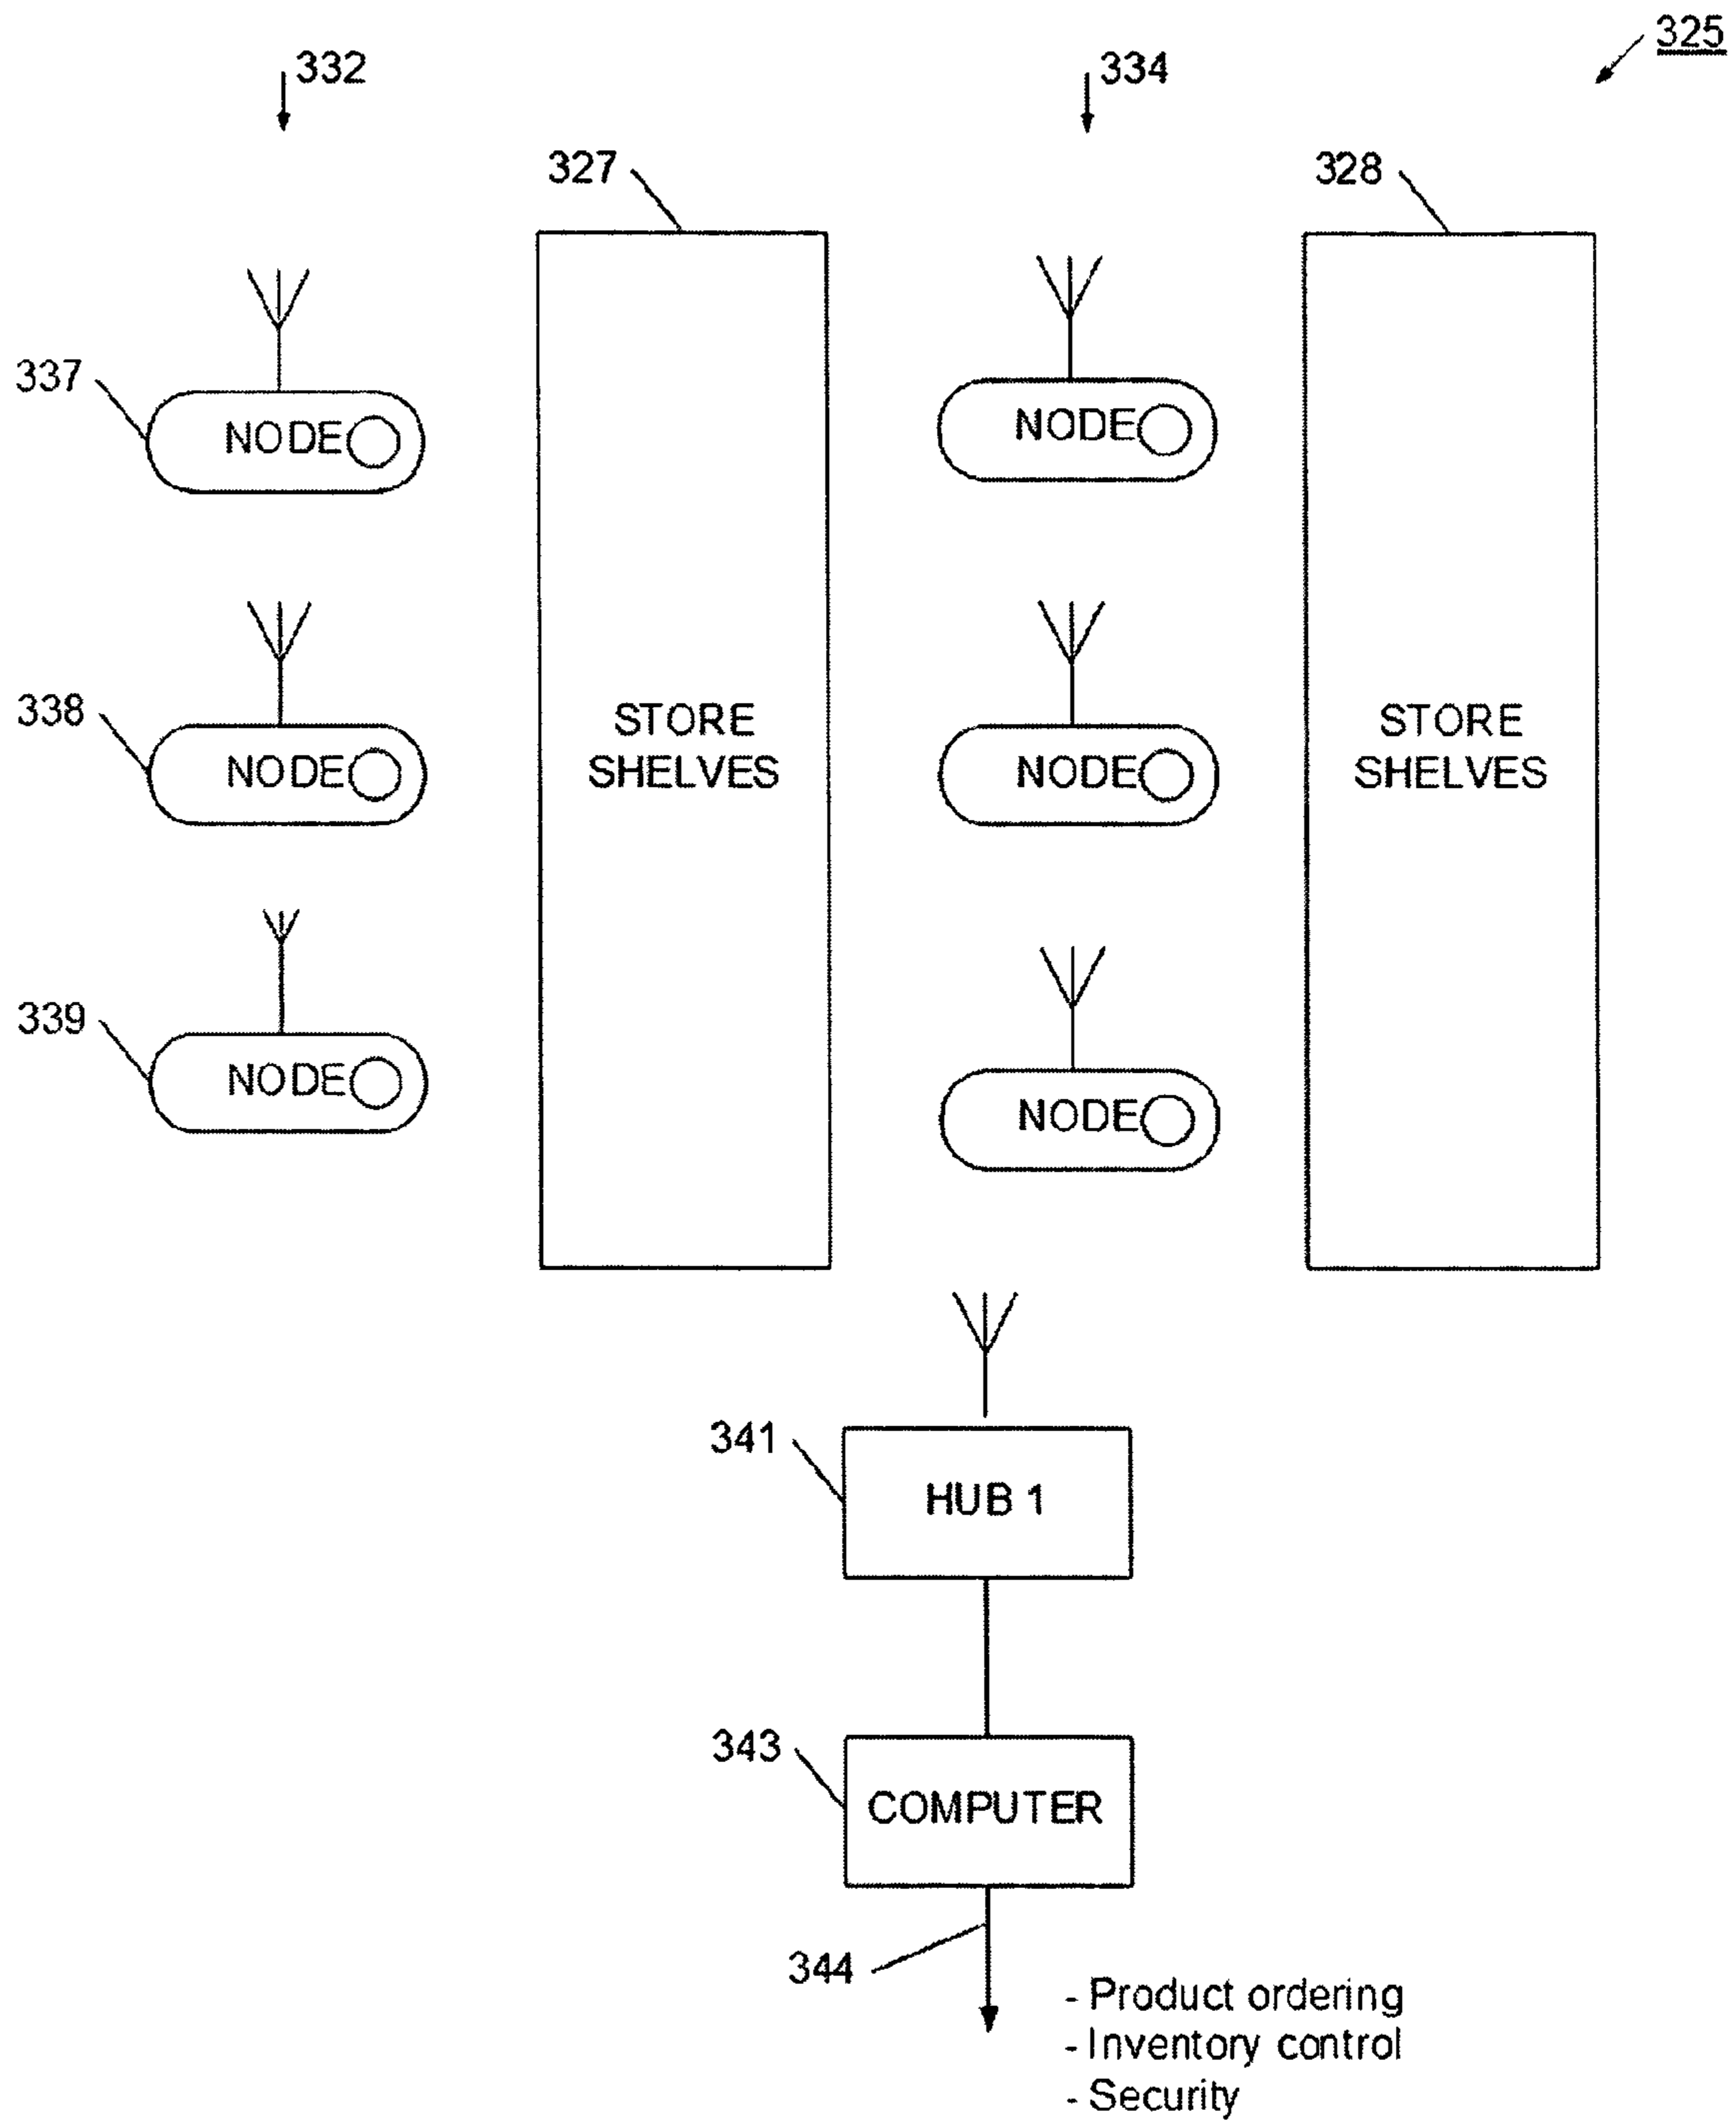 325
332
334
327
328
337
NODE
NODE
338
NODE
STORE
SHELVES
NODE
STORE
SHELVES
339
NODE
NODE
341
HUB 1
343
COMPUTER
344
- Product ordering
- Inventory control
- Security